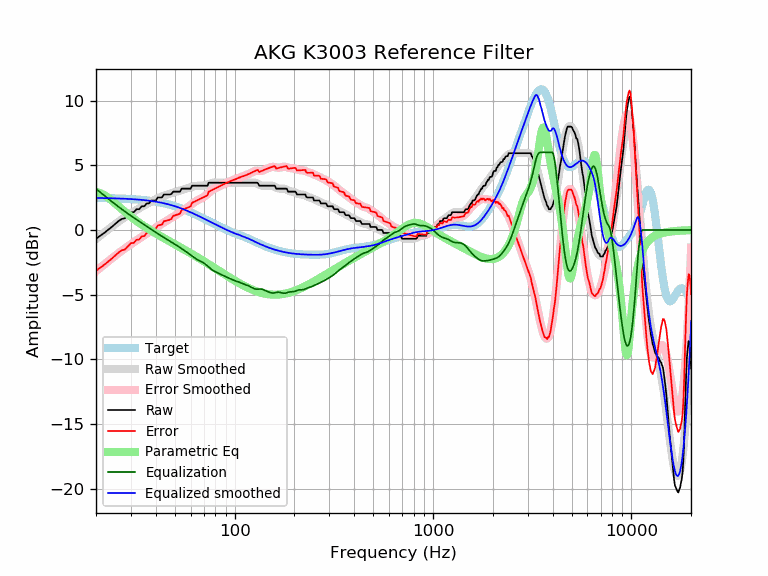 AKG K3003 Reference Filter
Amplitude (dBr)
10
5
0
−5
−10
−15
−20
Target
Raw Smoothed
Error Smoothed
Raw
Error
Parametric Eq
Equalization
Equalized smoothed
100
1000
10000
Frequency (Hz)